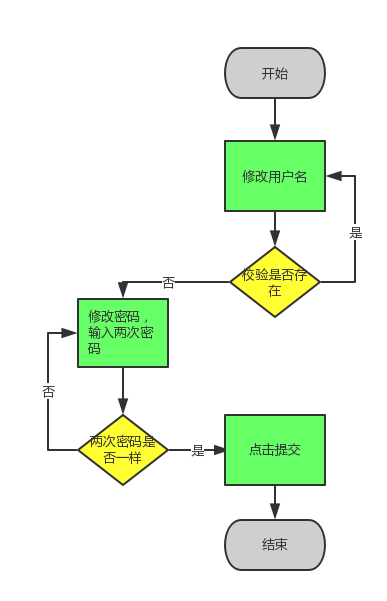 开始
修改用户名
是
校验是否存
在
否
修改密码，
输入两次密
码
否
两次密码是
否一样
是
点击提交
结束